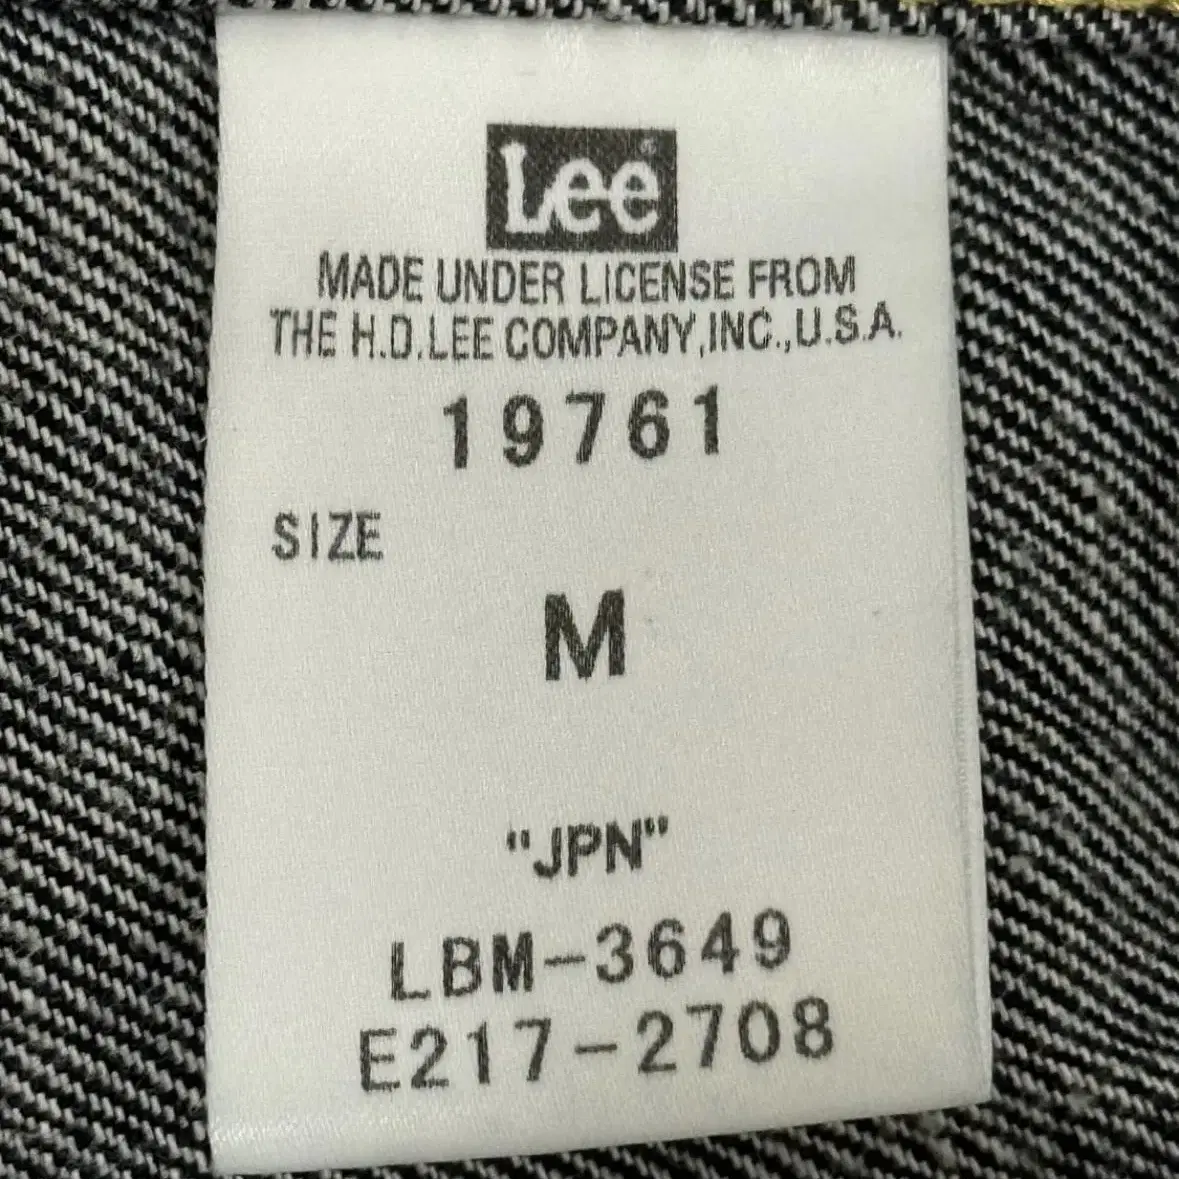 Lee
MADE UNDER LICENSE FROM
THE H.D.LEE COMPANY,INC.,U.S.A.
19761
SIZE
M
"JPN"
LBM-3649
E217-2708